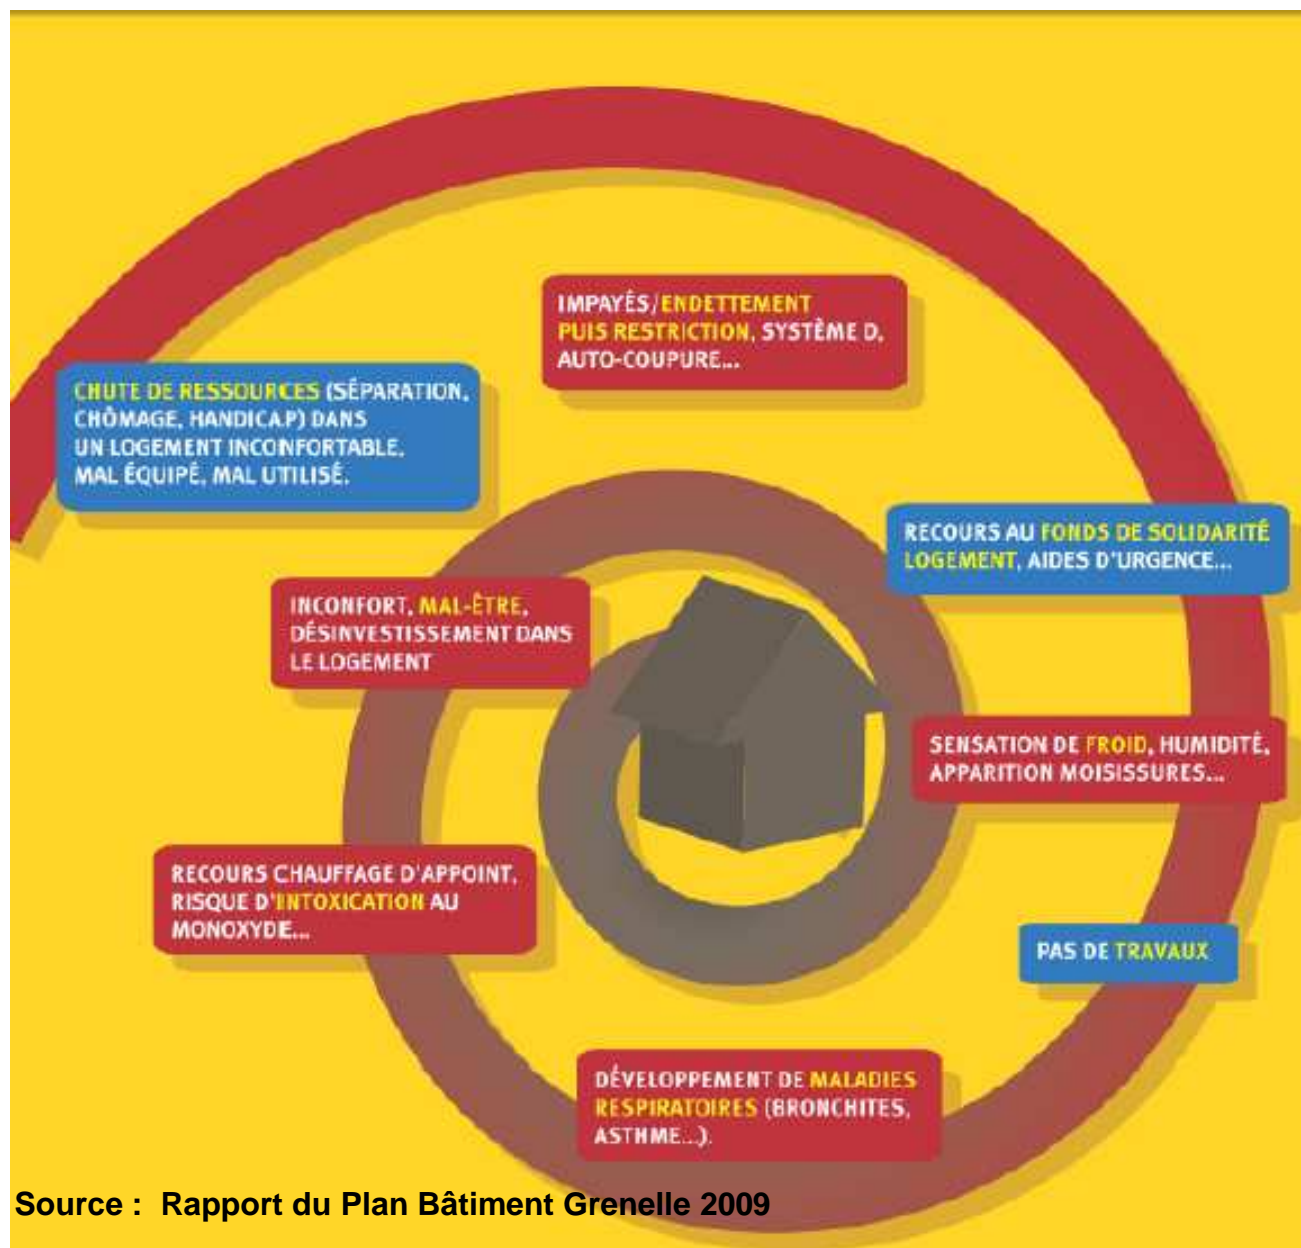 CHUTE DE RESSOURCES (SÉPARATION,
CHÔMAGE, HANDICAP) DANS
UN LOGEMENT INCONFORTABLE,
MAL ÉQUIPÉ, MAL UTILISÉ.
IMPAYÉS/ENDETTEMENT
PUIS RESTRICTION, SYSTÈME D,
AUTO-COUPURE...
RECOURS AU FONDS DE SOLIDARITÉ
LOGEMENT, AIDES D'URGENCE...
SENSATION DE FROID, HUMIDITÉ,
APPARITION MOISISSURES...
PAS DE TRAVAUX
DÉVELOPPEMENT DE MALADIES
RESPIRATOIRES (BRONCHITES,
ASTHME...).
RECOURS CHAUFFAGE D'APPOINT,
RISQUE D'INTOXICATION AU
MONOXYDE...
INCONFORT, MAL-ÊTRE,
DÉSINVESTISSEMENT DANS
LE LOGEMENT
Source : Rapport du Plan Bâtiment Grenelle 2009